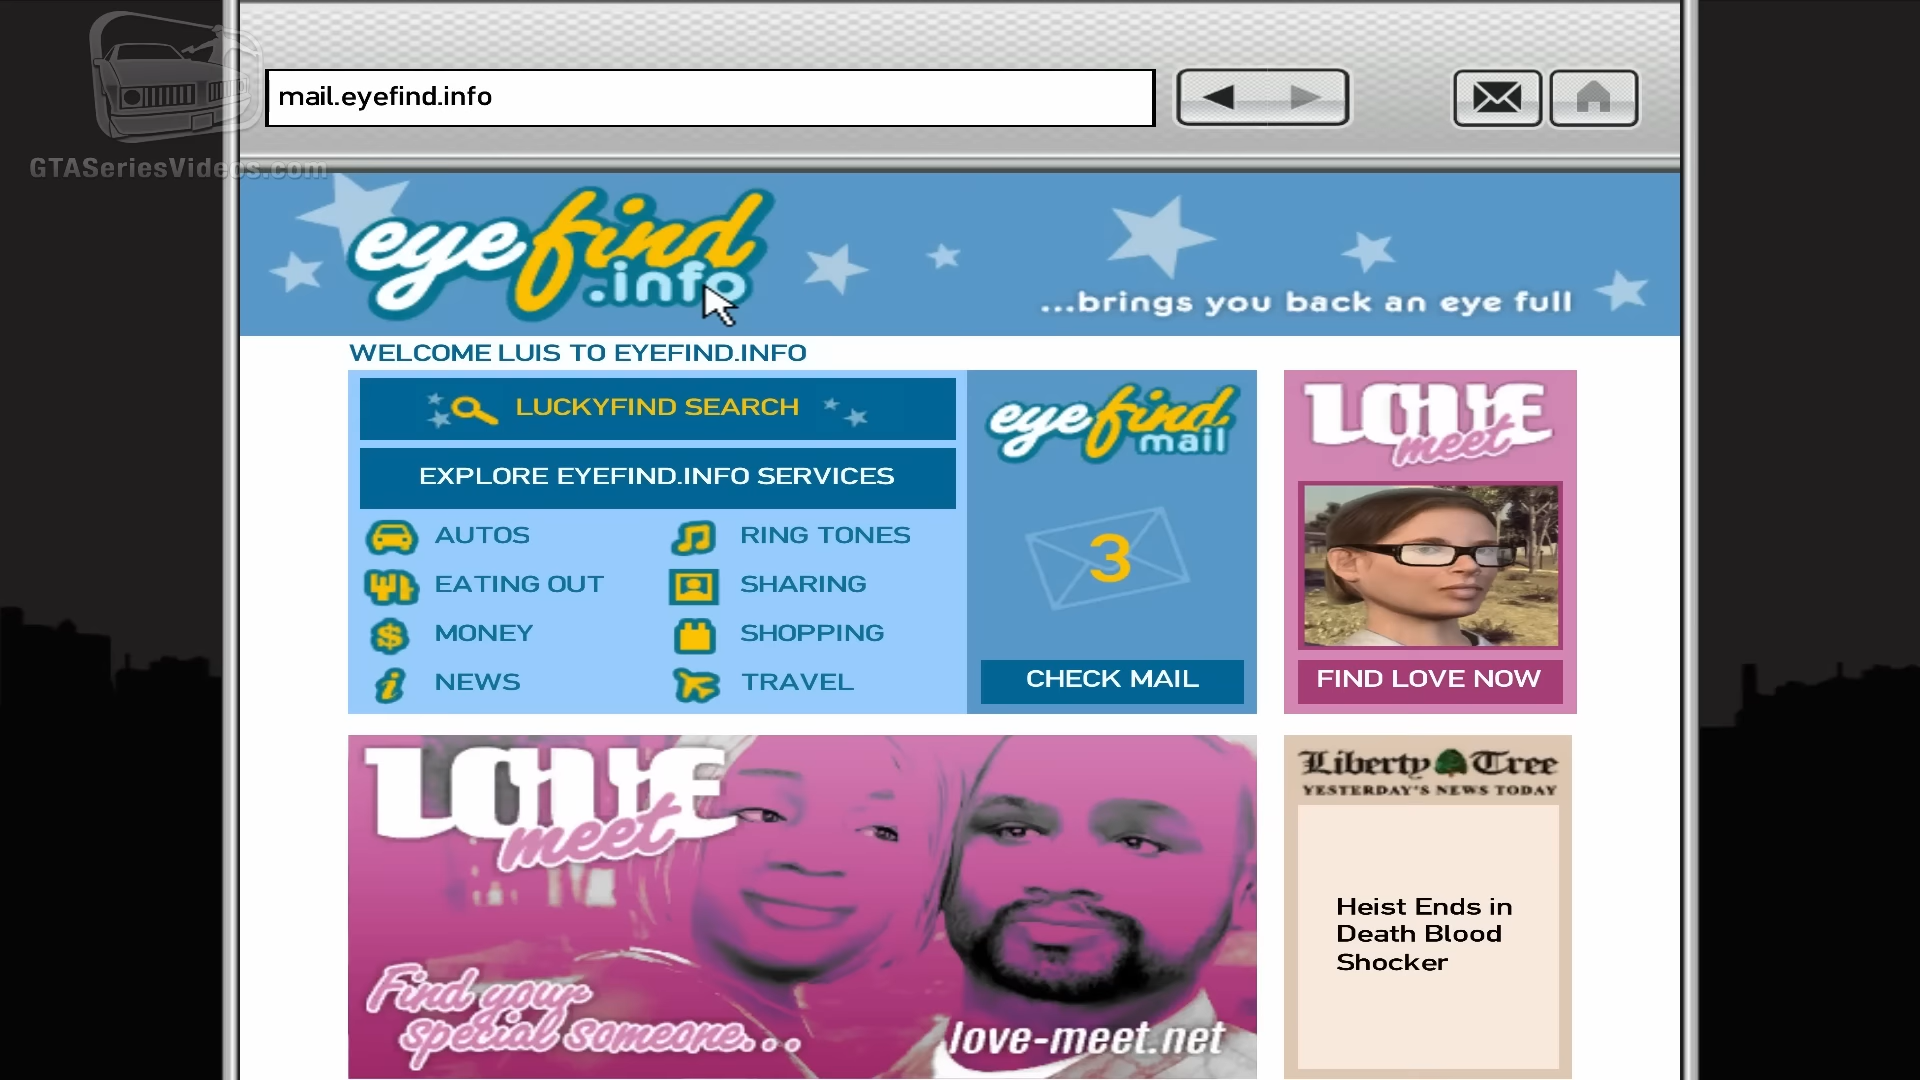 GTASeriesVideos.com
mail.eyefind.info
eyefind
.info
...brings you back an eye full
WELCOME LUIS TO EYEFIND.INFO
LUCKYFIND SEARCH
EXPLORE EYEFIND.INFO SERVICES
AUTOS
RING TONES
EATING OUT
SHARING
MONEY
SHOPPING
NEWS
TRAVEL
eyefind
mail
3
CHECK MAIL
LOVE
meet
FIND LOVE NOW
LOVE
meet
Find your
special someone...
love-meet.net
Liberty Tree
YESTERDAY'S NEWS TODAY
Heist Ends in
Death Blood
Shocker